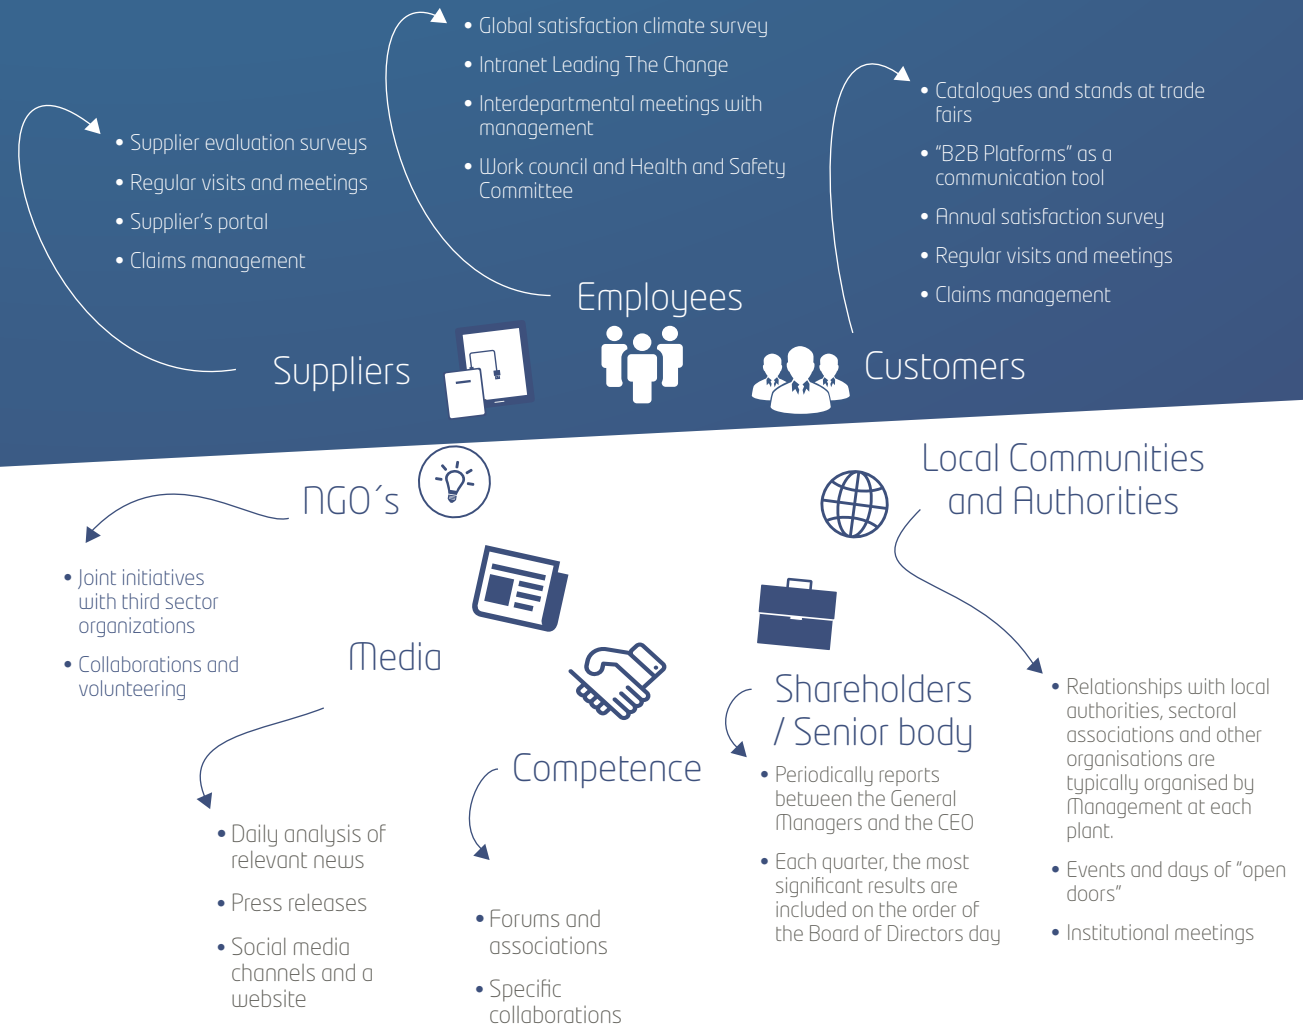 • Global satisfaction climate survey
• Intranet Leading The Change
• Interdepartmental meetings with
management
• Work council and Health and Safety
Committee
Employees
• Supplier evaluation surveys
• Regular visits and meetings
• Supplier's portal
• Claims management
Suppliers
• Catalogues and stands at trade
fairs
• "B2B Platforms" as a
communication tool
• Annual satisfaction survey
• Regular visits and meetings
• Claims management
Customers
NGO´s
• Joint initiatives
with third sector
organizations
• Collaborations and
volunteering
Media
• Daily analysis of
relevant news
• Press releases
• Social media
channels and a
website
Competence
• Forums and
associations
• Specific
collaborations
Shareholders
/ Senior body
• Periodically reports
between the General
Managers and the CEO
• Each quarter, the most
significant results are
included on the order of
the Board of Directors day
Local Communities
and Authorities
• Relationships with local
authorities, sectoral
associations and other
organisations are
typically organised by
Management at each
plant.
• Events and days of "open
doors"
• Institutional meetings